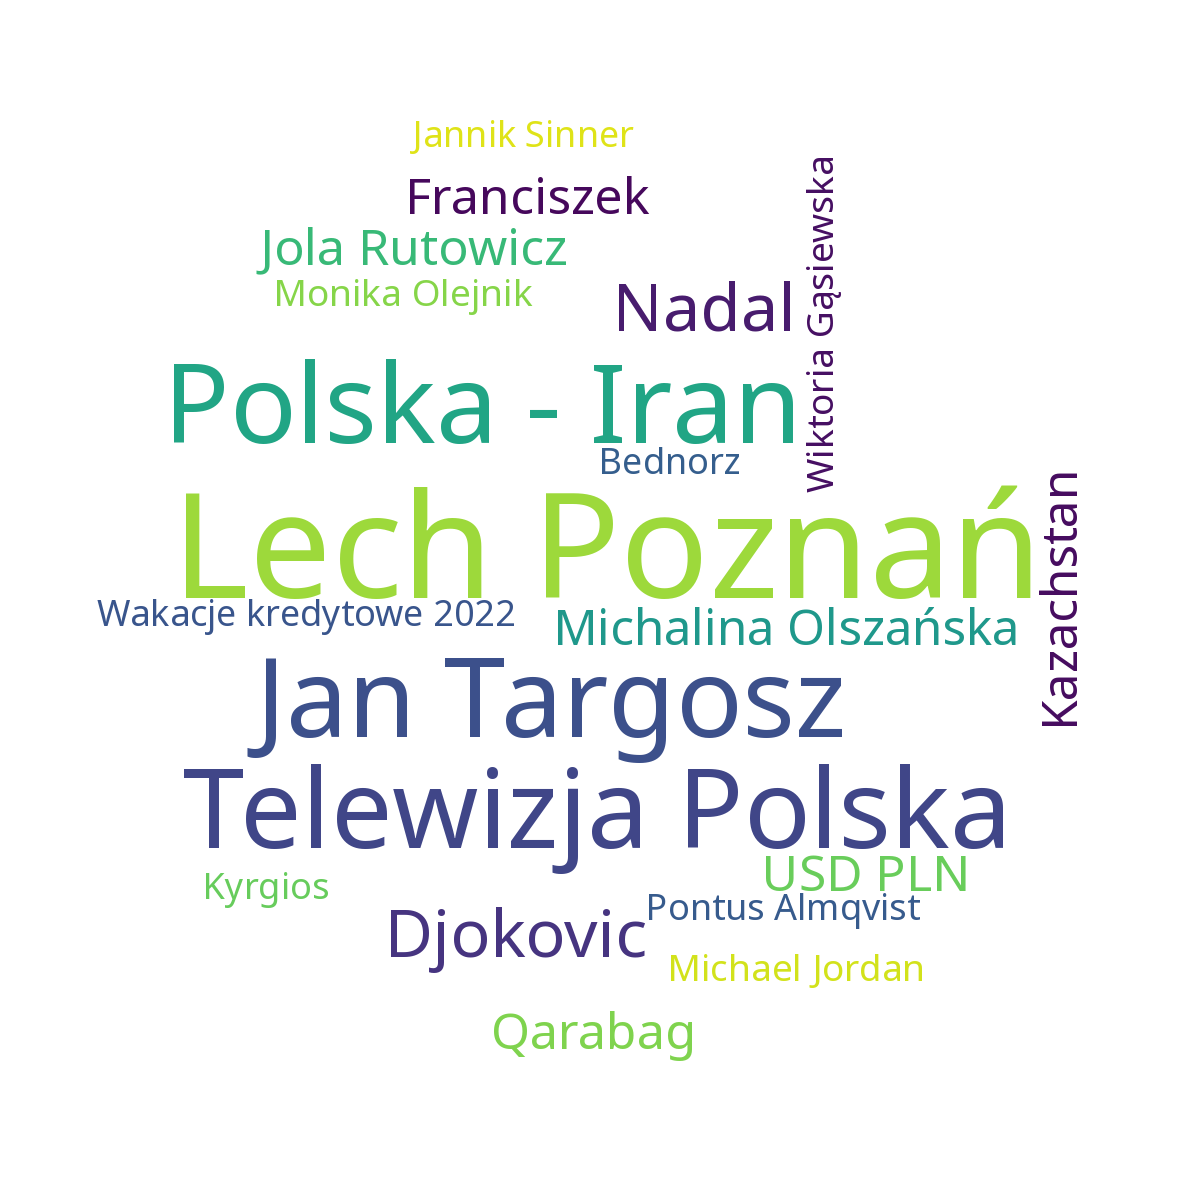 Jannik Sinner
Franciszek
Jola Rutowicz
Monika Olejnik
Nadal
Wiktoria Gąsiewska
Polska - Iran
Bednorz
Lech Poznań
Kazachstan
Wakacje kredytowe 2022
Michalina Olszańska
Jan Targosz
Telewizja Polska
USD PLN
Kyrgios
Pontus Almqvist
Djokovic
Michael Jordan
Qarabag